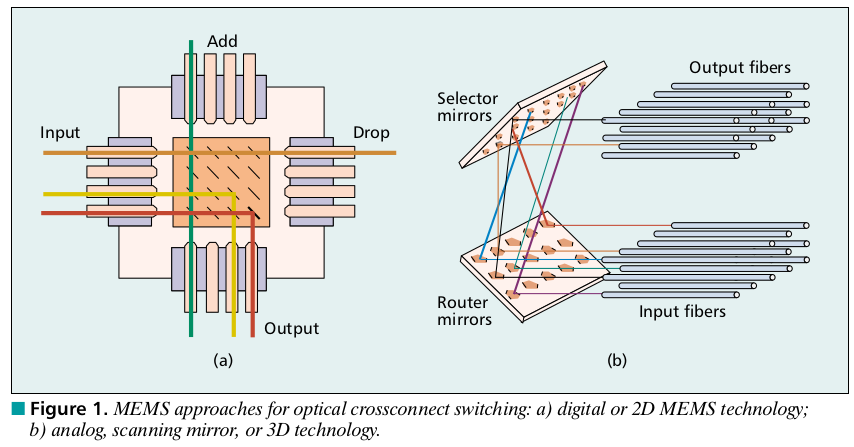 Add
Input
Drop
Output
(a)
Selector
mirrors
Output fibers
Router
mirrors
Input fibers
(b)
Figure 1. MEMS approaches for optical crossconnect switching: a) digital or 2D MEMS technology;
b) analog, scanning mirror, or 3D technology.